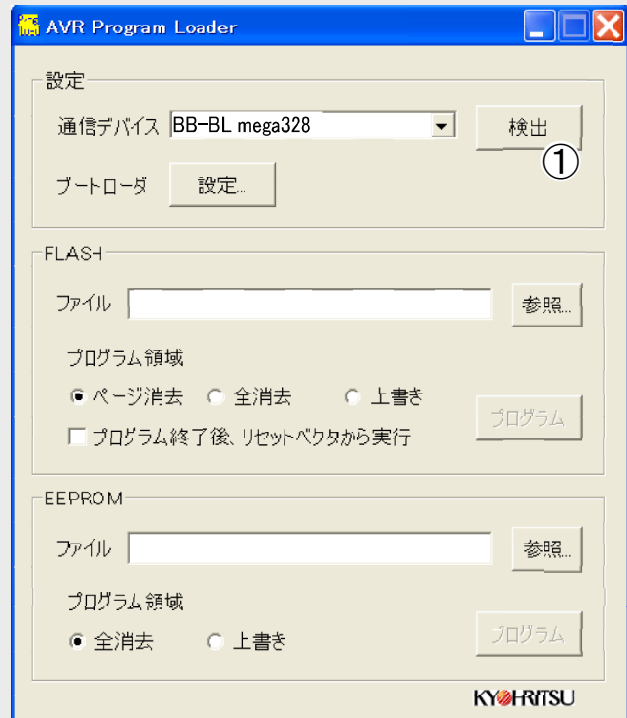 AVR Program Loader
設定
通信デバイス BB-BL mega328 検出
①
ブートローダ 設定...
FLASH
ファイル 参照...
プログラム領域
ページ消去 全消去 上書き
プログラム終了後、リセットベクタから実行 プログラム
EEPROM
ファイル 参照...
プログラム領域
全消去 上書き プログラム
KYOHRITSU